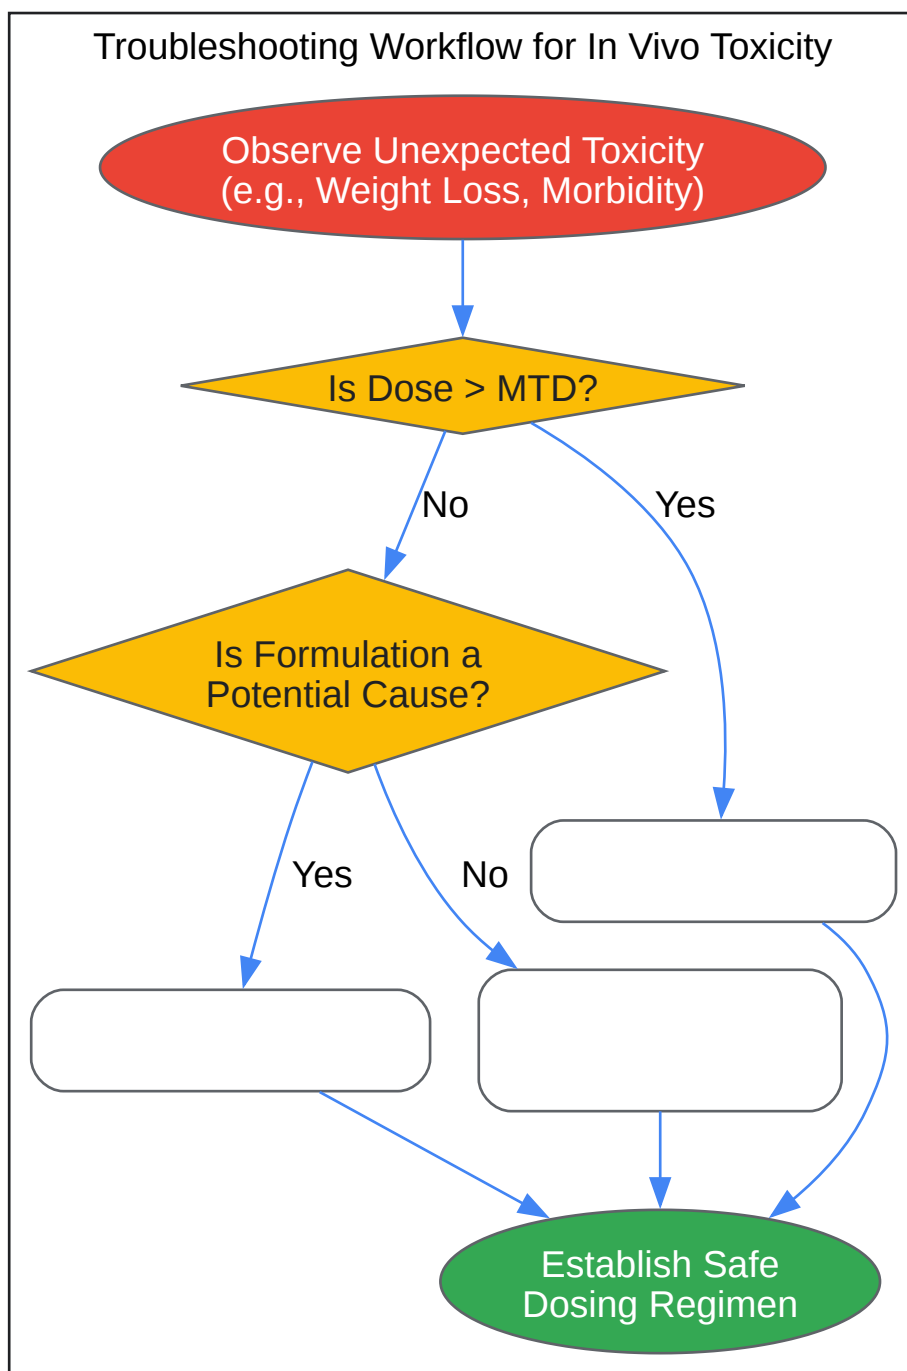 Troubleshooting Workflow for In Vivo Toxicity
Observe Unexpected Toxicity
(e.g., Weight Loss, Morbidity)
Is Dose > MTD?
No
Yes
Is Formulation a
Potential Cause?
Yes
No
Establish Safe
Dosing Regimen